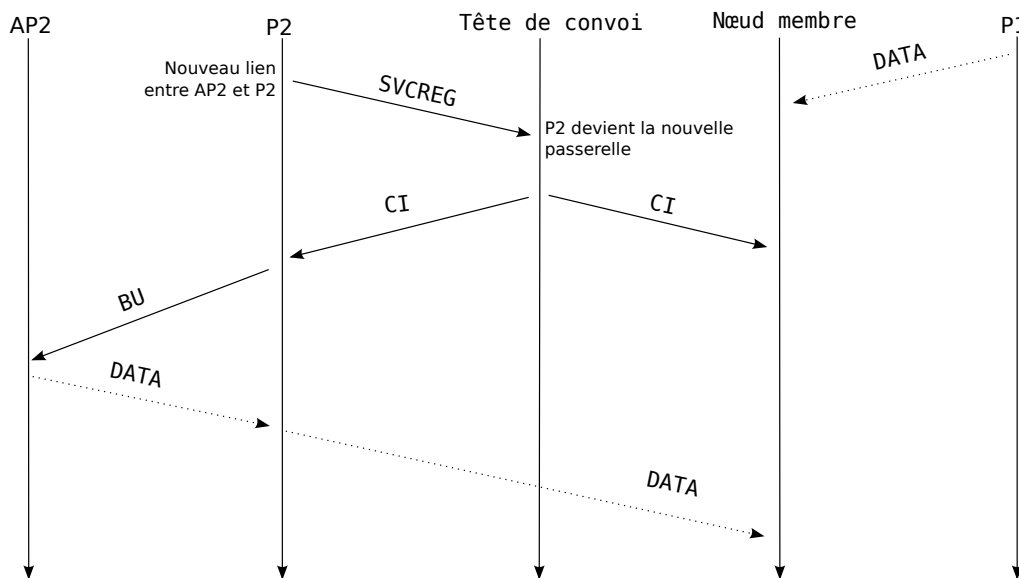 AP2
P2
Tête de convoi
Nœud membre
P1
DATA
Nouveau lien
entre AP2 et P2
SVCREG
P2 devient la nouvelle
passerelle
CI
CI
BU
DATA
DATA